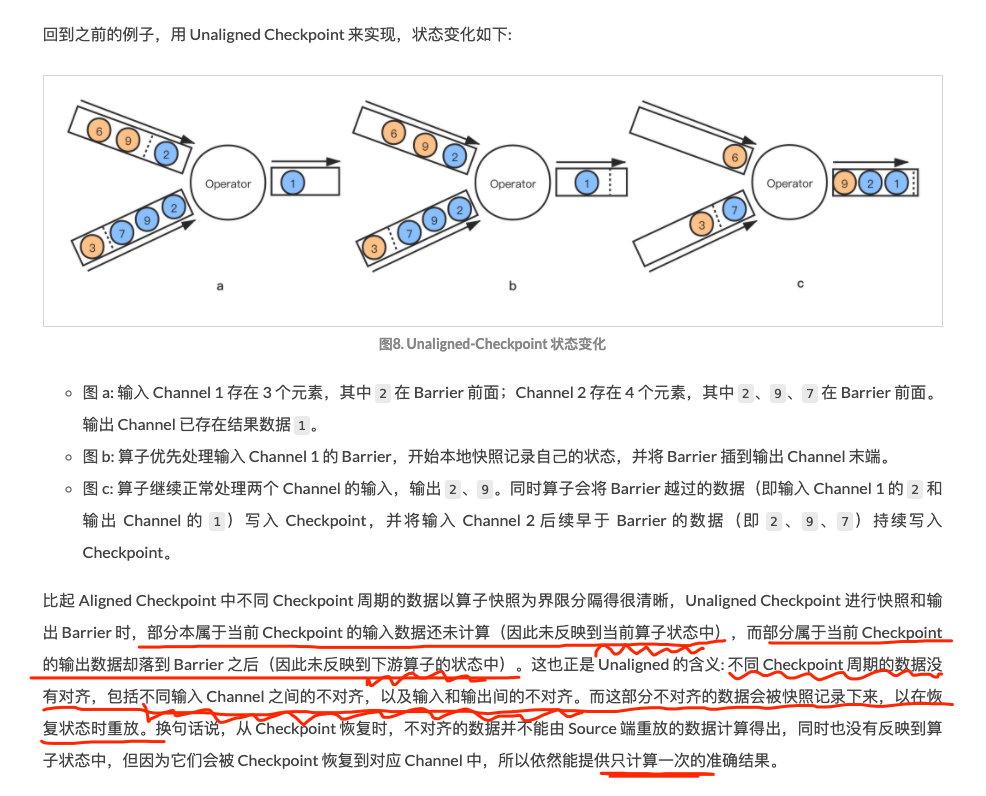 回到之前的例子，用 Unaligned Checkpoint 来实现，状态变化如下:
6 9 2 Operator 1 2 9 7 3
6 9 2 Operator 1 2 9 7 3
6 Operator 9 2 1 7 3
a b c
图8. Unaligned-Checkpoint 状态变化
图 a: 输入 Channel 1 存在 3 个元素，其中 2 在 Barrier 前面；Channel 2 存在 4 个元素，其中 2、9、7 在 Barrier 前面。
输出 Channel 已存在结果数据 1。
图 b: 算子优先处理输入 Channel 1 的 Barrier，开始本地快照记录自己的状态，并将 Barrier 插到输出 Channel 末端。
图 c: 算子继续正常处理两个 Channel 的输入，输出 2、9。同时算子会将 Barrier 越过的数据（即输入 Channel 1 的 2 和
输出 Channel 的 1）写入 Checkpoint，并将输入 Channel 2 后续早于 Barrier 的数据（即 2、9、7）持续写入
Checkpoint。
比起 Aligned Checkpoint 中不同 Checkpoint 周期的数据以算子快照为界限分隔得很清晰，Unaligned Checkpoint 进行快照和输
出 Barrier 时，部分本属于当前 Checkpoint 的输入数据还未计算（因此未反映到当前算子状态中），而部分属于当前 Checkpoint
的输出数据却落到 Barrier 之后（因此未反映到下游算子的状态中）。这也正是 Unaligned 的含义: 不同 Checkpoint 周期的数据没
有对齐，包括不同输入 Channel 之间的不对齐，以及输入和输出间的不对齐。而这部分不对齐的数据会被快照记录下来，以在恢
复状态时重放。换句话说，从 Checkpoint 恢复时，不对齐的数据并不能由 Source 端重放的数据计算得出，同时也没有反映到算
子状态中，但因为它们会被 Checkpoint 恢复到对应 Channel 中，所以依然能提供只计算一次的准确结果。